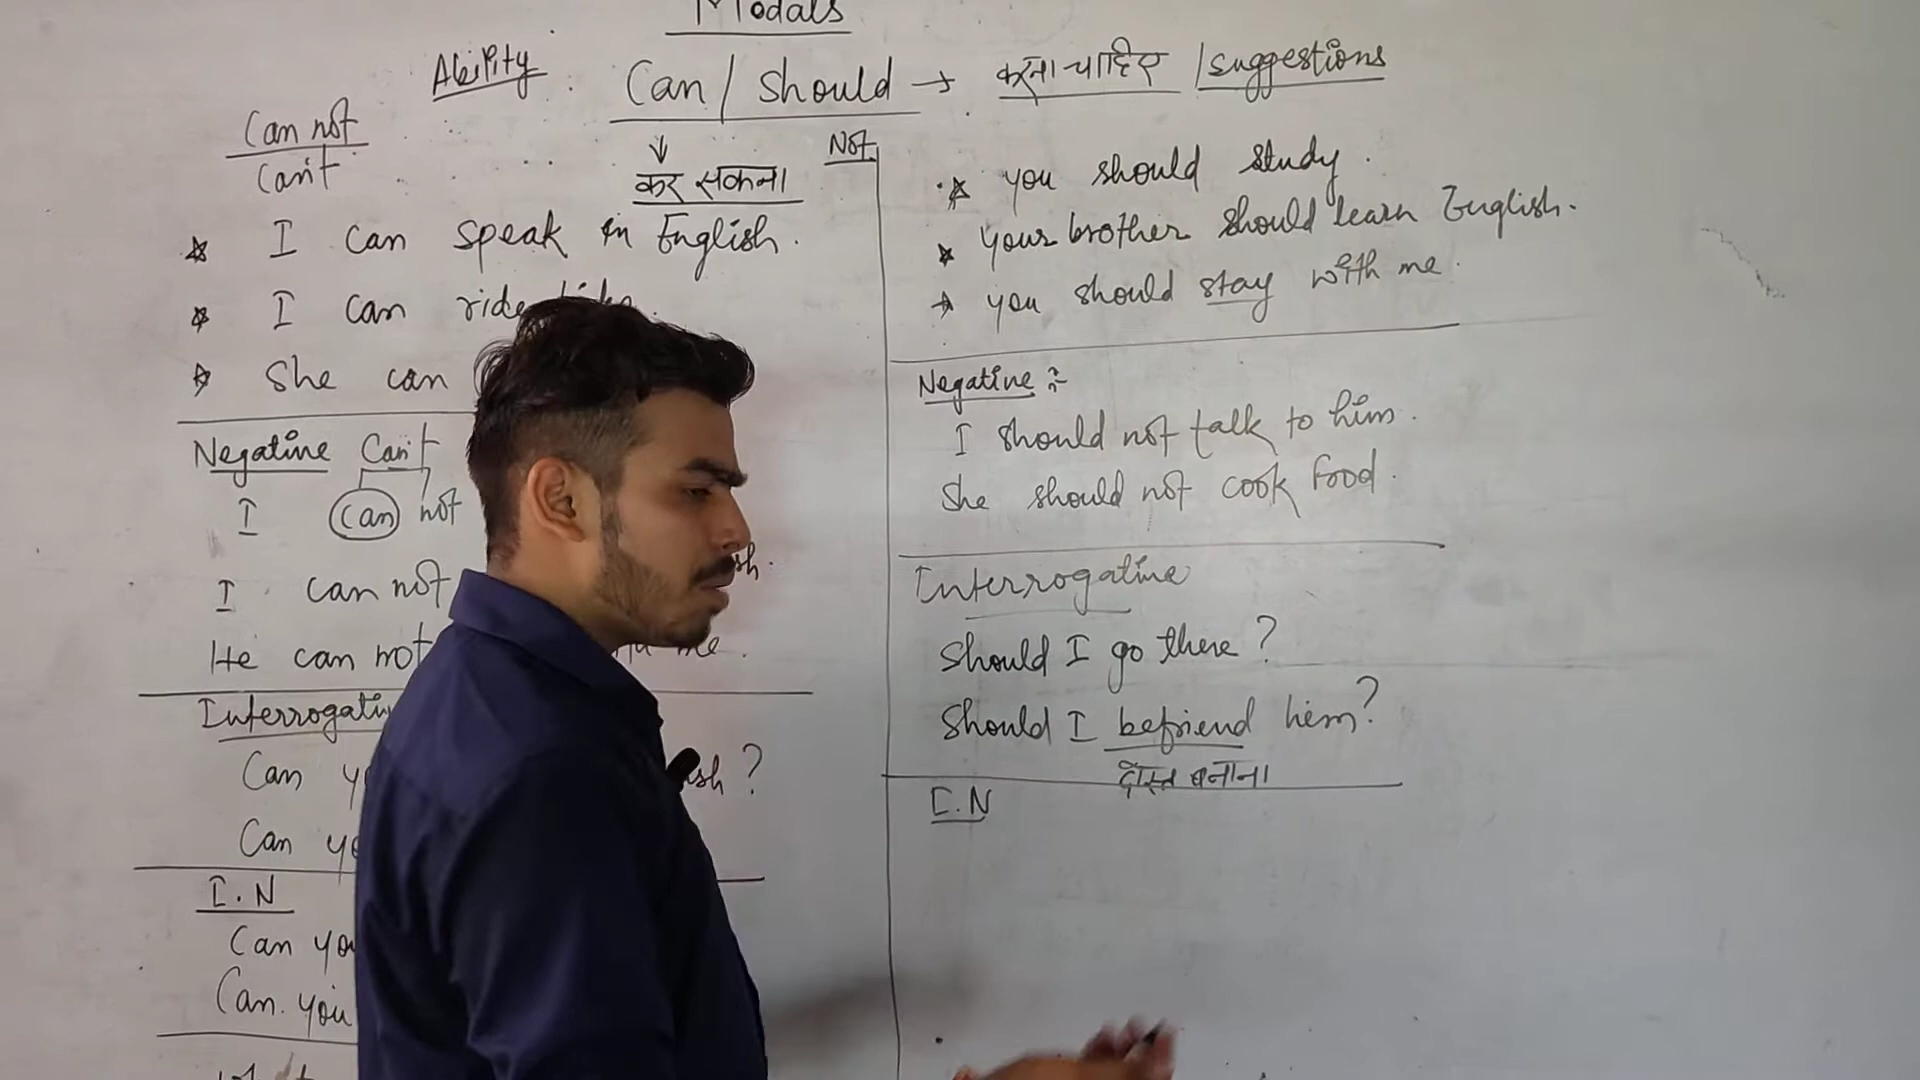 Modals
Ability
Can / Should → करना चाहिए / Suggestions
Can not
Can't
↓
कर सकना
Not
I can speak in English.
I can ride
She can
Negative Can't
I can not
I can not
He can not me.
Interrogativ
Can ?
Can
I.N
Can you
Can. you
you should study.
your brother should learn English.
you should stay with me.
Negative :-
I should not talk to him.
She should not cook food.
Interrogative
Should I go there?
Should I befriend him?
दोस्त बनाना
I.N